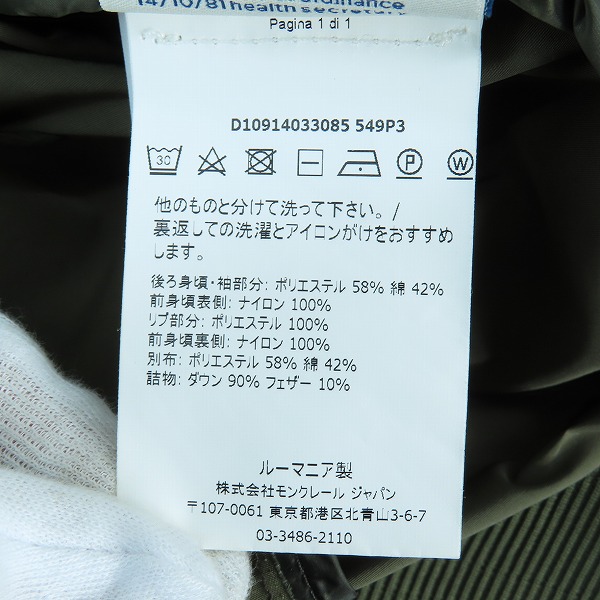 ordinance
14/10/81 health secretary
Pagina 1 di 1
D10914033085 549P3
30
P
W
他のものと分けて洗って下さい。/
裏返しての洗濯とアイロンがけをおすすめ
します。
後ろ身頃・袖部分: ポリエステル 58% 綿 42%
前身頃表側: ナイロン 100%
リブ部分: ポリエステル 100%
前身頃裏側: ナイロン 100%
別布: ポリエステル 58% 綿 42%
詰物: ダウン 90% フェザー 10%
ルーマニア製
株式会社モンクレール ジャパン
〒107-0061 東京都港区北青山3-6-7
03-3486-2110